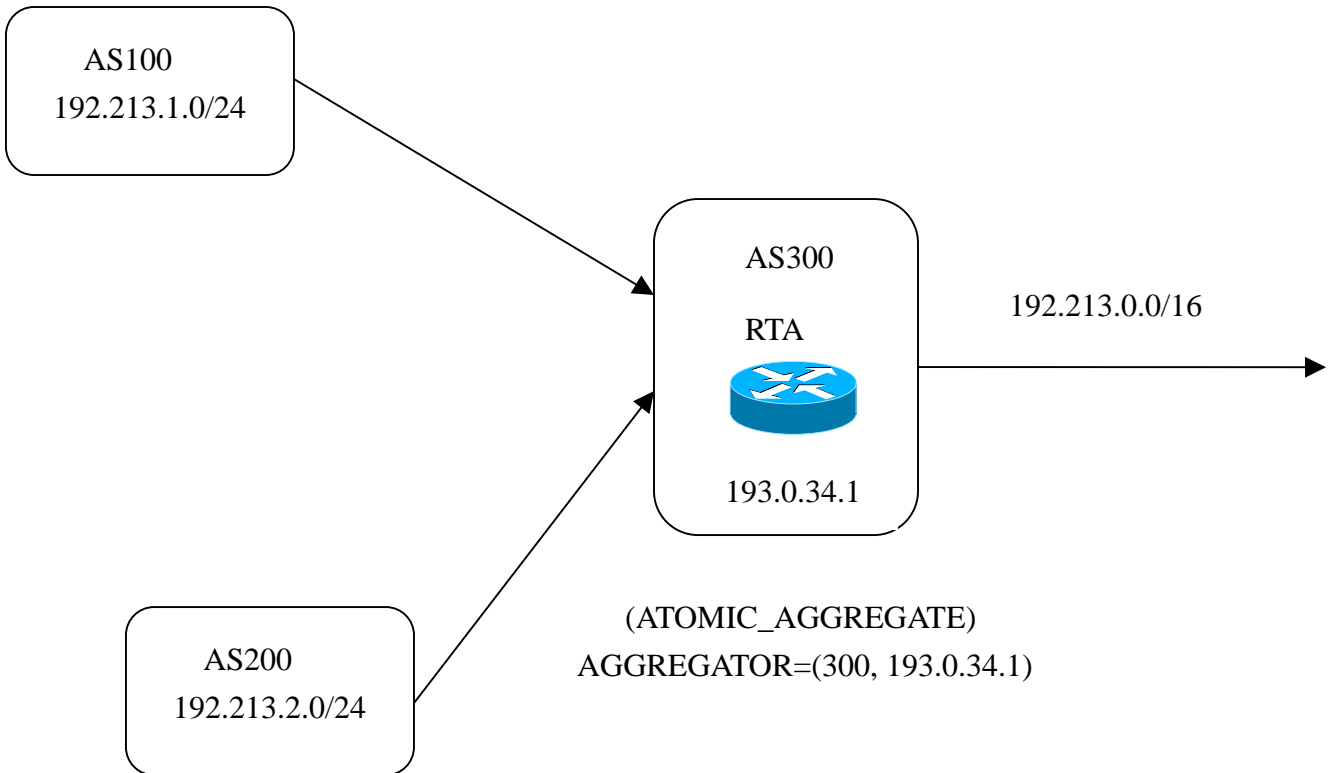 AS100
192.213.1.0/24
AS300
192.213.0.0/16
RTA
193.0.34.1
(ATOMIC_AGGREGATE)
AGGREGATOR=(300, 193.0.34.1)
AS200
192.213.2.0/24